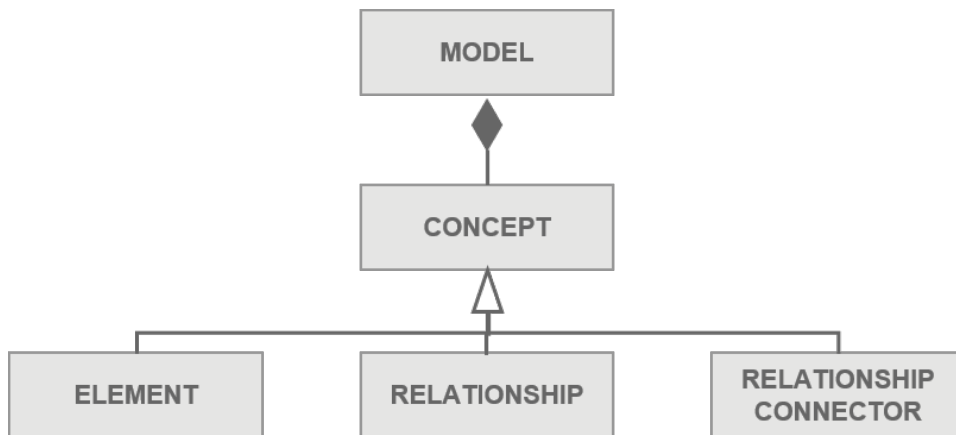 MODEL
CONCEPT
ELEMENT
RELATIONSHIP
RELATIONSHIP
CONNECTOR